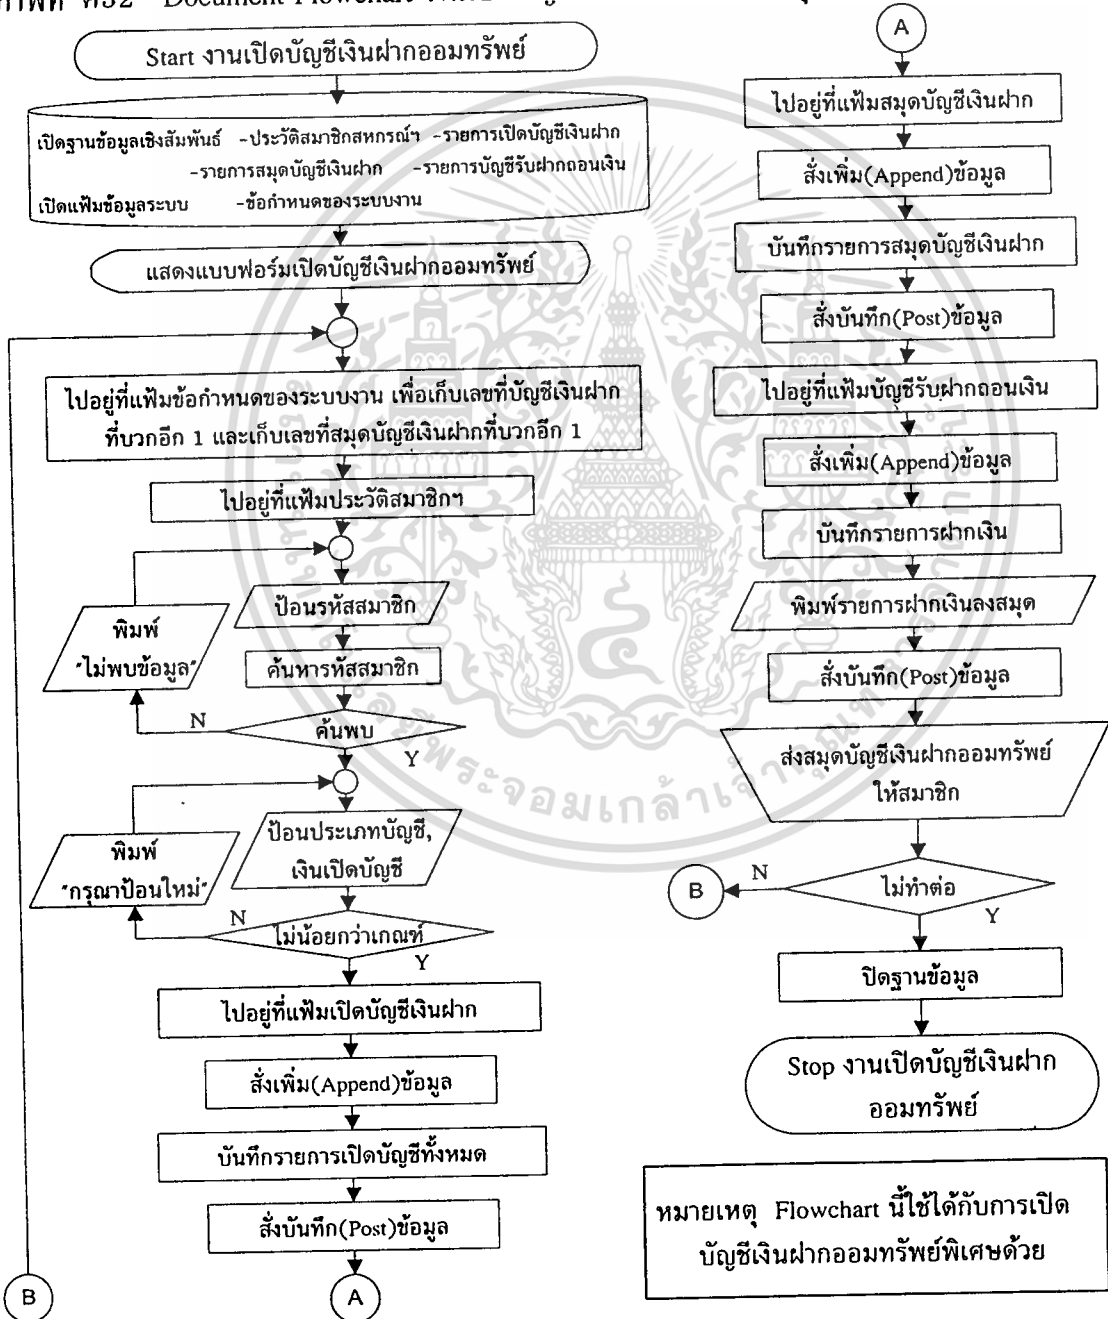 Document Flowchart
Start งานเปิดบัญชีเงินฝากออมทรัพย์
เปิดฐานข้อมูลเชิงสัมพันธ์ -ประวัติสมาชิกสหกรณ์ฯ -รายการเปิดบัญชีเงินฝาก
-รายการสมุดบัญชีเงินฝาก -รายการบัญชีรับฝากถอนเงิน
เปิดแฟ้มข้อมูลระบบ -ข้อกำหนดของระบบงาน
แสดงแบบฟอร์มเปิดบัญชีเงินฝากออมทรัพย์
ไปอยู่ที่แฟ้มข้อกำหนดของระบบงาน เพื่อเก็บเลขที่บัญชีเงินฝาก
ที่บวกอีก 1 และเก็บเลขที่สมุดบัญชีเงินฝากที่บวกอีก 1
ไปอยู่ที่แฟ้มประวัติสมาชิกฯ
ป้อนรหัสสมาชิก
พิมพ์
"ไม่พบข้อมูล"
ค้นหารหัสสมาชิก
N
ค้นพบ
Y
ป้อนประเภทบัญชี,
เงินเปิดบัญชี
พิมพ์
"กรุณาป้อนใหม่"
N
ไม่น้อยกว่าเกณฑ์
Y
ไปอยู่ที่แฟ้มเปิดบัญชีเงินฝาก
สั่งเพิ่ม(Append)ข้อมูล
บันทึกรายการเปิดบัญชีทั้งหมด
สั่งบันทึก(Post)ข้อมูล
B
A
A
ไปอยู่ที่แฟ้มสมุดบัญชีเงินฝาก
สั่งเพิ่ม(Append)ข้อมูล
บันทึกรายการสมุดบัญชีเงินฝาก
สั่งบันทึก(Post)ข้อมูล
ไปอยู่ที่แฟ้มบัญชีรับฝากถอนเงิน
สั่งเพิ่ม(Append)ข้อมูล
บันทึกรายการฝากเงิน
พิมพ์รายการฝากเงินลงสมุด
สั่งบันทึก(Post)ข้อมูล
ส่งสมุดบัญชีเงินฝากออมทรัพย์
ให้สมาชิก
B
N
ไม่ทำต่อ
Y
ปิดฐานข้อมูล
Stop งานเปิดบัญชีเงินฝาก
ออมทรัพย์
หมายเหตุ Flowchart นี้ใช้ได้กับการเปิด
บัญชีเงินฝากออมทรัพย์พิเศษด้วย